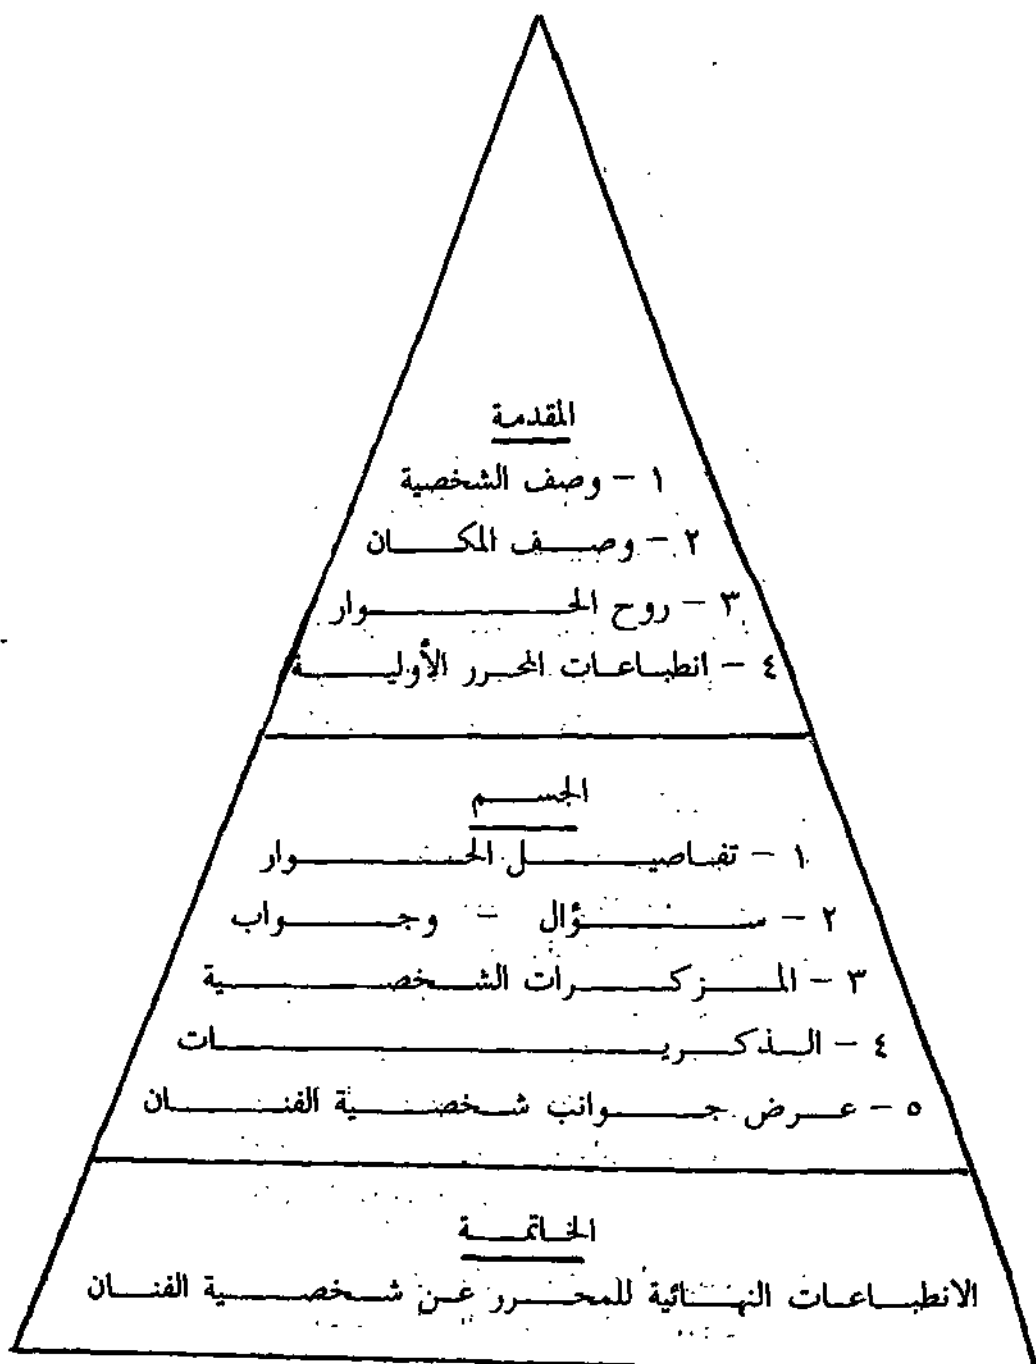 المقدمة
١ - وصف الشخصية
٢ - وصف المكان
٣ - روح الحوار
٤ - انطباعات المحرر الأولية
الجسم
١ - تفاصيل الحوار
٢ - سؤال - وجواب
٣ - المزكرات الشخصية
٤ - الذكريات
٥ - عرض جوانب شخصية الفنان
الخاتمة
الانطباعات النهائية للمحرر عن شخصية الفنان